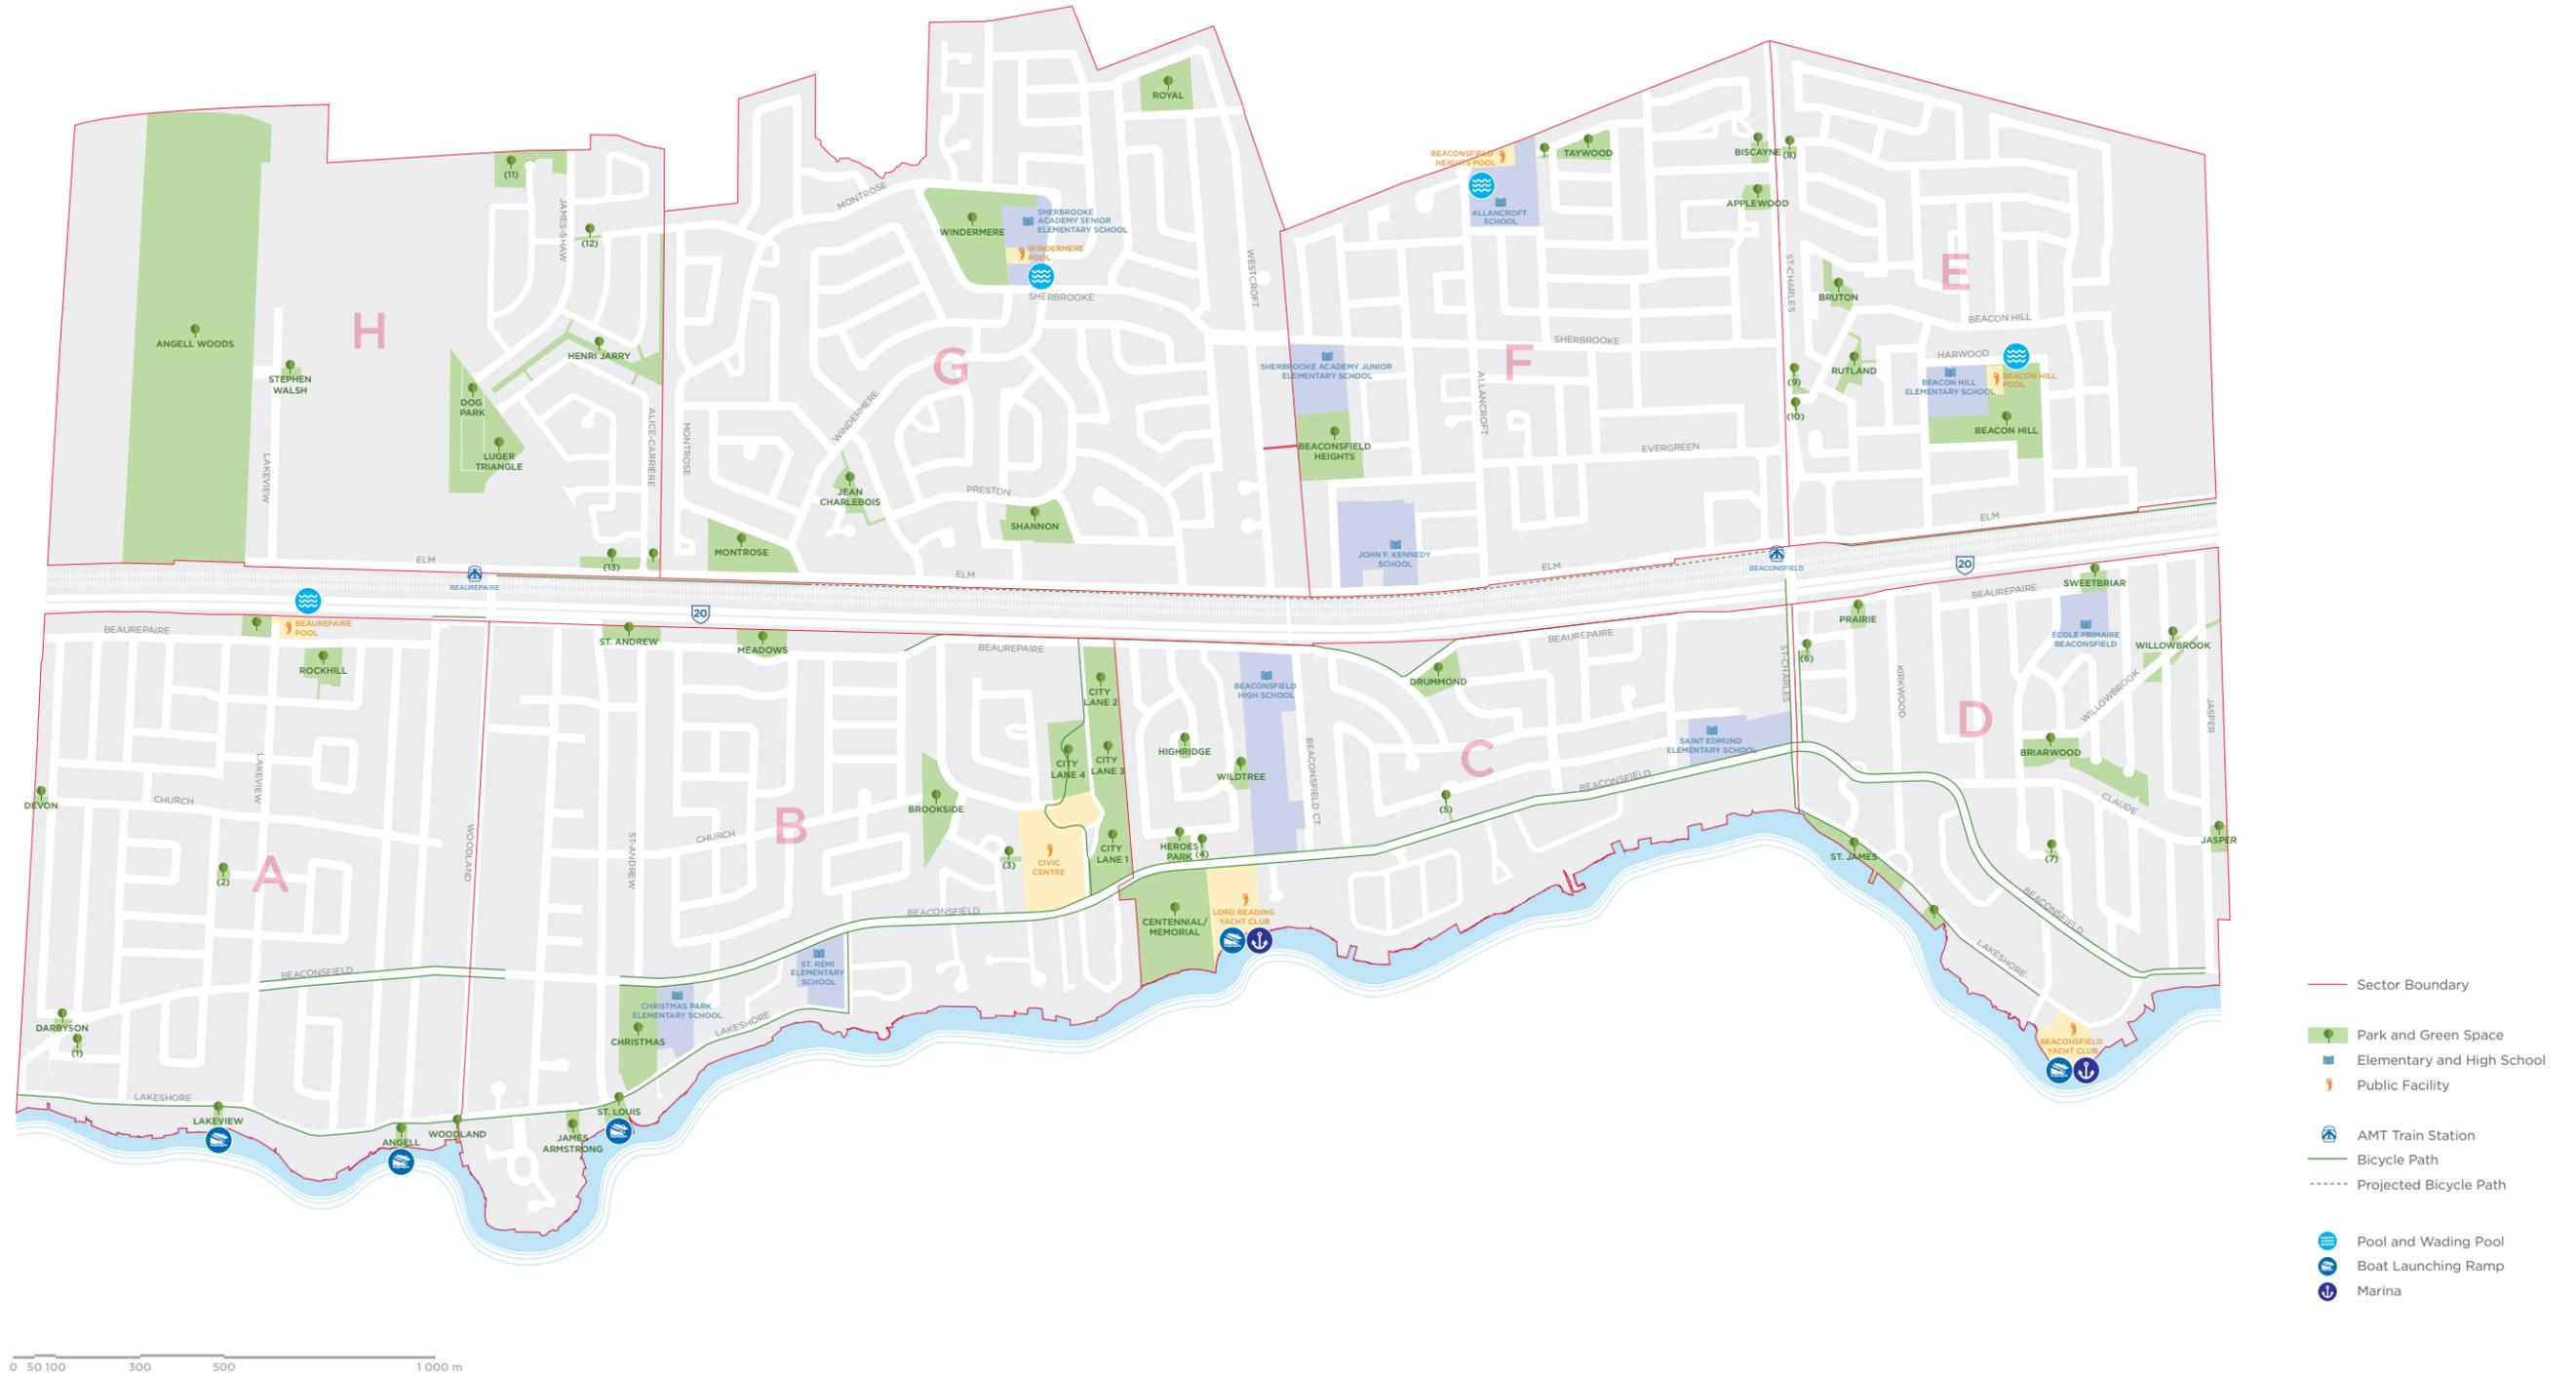 ROYAL
(11)
BEACONSFIELD
HEIGHTS POOL
TAYWOOD
BISCAYNE
(8)
JAMES-SHAW
MONTROSE
ALLANCROFT
SCHOOL
APPLEWOOD
(12)
WINDERMERE
SHERBROOKE
ACADEMY SENIOR
ELEMENTARY SCHOOL
WINDERMERE
POOL
SHERBROOKE
WESTCROFT
ST-CHARLES
BRUTON
E
BEACON HILL
ANGELL WOODS
H
HENRI JARRY
STEPHEN
WALSH
G
SHERBROOKE ACADEMY JUNIOR
ELEMENTARY SCHOOL
F
SHERBROOKE
HARWOOD
RUTLAND
(9)
(10)
BEACON HILL
ELEMENTARY SCHOOL
BEACON HILL
POOL
BEACON HILL
DOG
PARK
LUGER
TRIANGLE
LAKEVIEW
ALICE-CARRIÈRE
MONTROSE
WINDERMERE
ALLANCROFT
BEACONSFIELD
HEIGHTS
EVERGREEN
JEAN
CHARLEBOIS
PRESTON
SHANNON
MONTROSE
JOHN F. KENNEDY
SCHOOL
ELM
(13)
ELM
ELM
ELM
BEAUREPAIRE
BEACONSFIELD
20
20
BEAUREPAIRE
BEAUREPAIRE
POOL
ROCKHILL
ST. ANDREW
MEADOWS
BEAUREPAIRE
BEAUREPAIRE
BEAUREPAIRE
SWEETBRIAR
PRAIRIE
ÉCOLE PRIMAIRE
BEACONSFIELD
WILLOWBROOK
(6)
ST-CHARLES
KIRKWOOD
WILLOWBROOK
JASPER
DRUMMOND
BEACONSFIELD
HIGH SCHOOL
CITY
LANE 2
CITY
LANE 4
CITY
LANE 3
HIGHRIDGE
WILDTREE
BEACONSFIELD CT
C
SAINT EDMUND
ELEMENTARY SCHOOL
D
BRIARWOOD
CLAUDE
LAKEVIEW
DEVON
CHURCH
WOODLAND
ST-ANDREW
CHURCH
B
BROOKSIDE
(3)
CIVIC
CENTRE
CITY
LANE 1
HEROES
PARK
(4)
(5)
BEACONSFIELD
JASPER
ST. JAMES
(7)
(2)
A
BEACONSFIELD
CENTENNIAL/
MEMORIAL
LORD READING
YACHT CLUB
BEACONSFIELD
LAKESHORE
BEACONSFIELD
ST. RÉMI
ELEMENTARY
SCHOOL
CHRISTMAS PARK
ELEMENTARY SCHOOL
CHRISTMAS
LAKESHORE
DARBYSON
(1)
BEACONSFIELD
YACHT CLUB
LAKESHORE
LAKEVIEW
ANGELL
WOODLAND
JAMES
ARMSTRONG
ST. LOUIS
Sector Boundary
Park and Green Space
Elementary and High School
Public Facility
AMT Train Station
Bicycle Path
Projected Bicycle Path
Pool and Wading Pool
Boat Launching Ramp
Marina
0 50 100 300 500 1 000 m